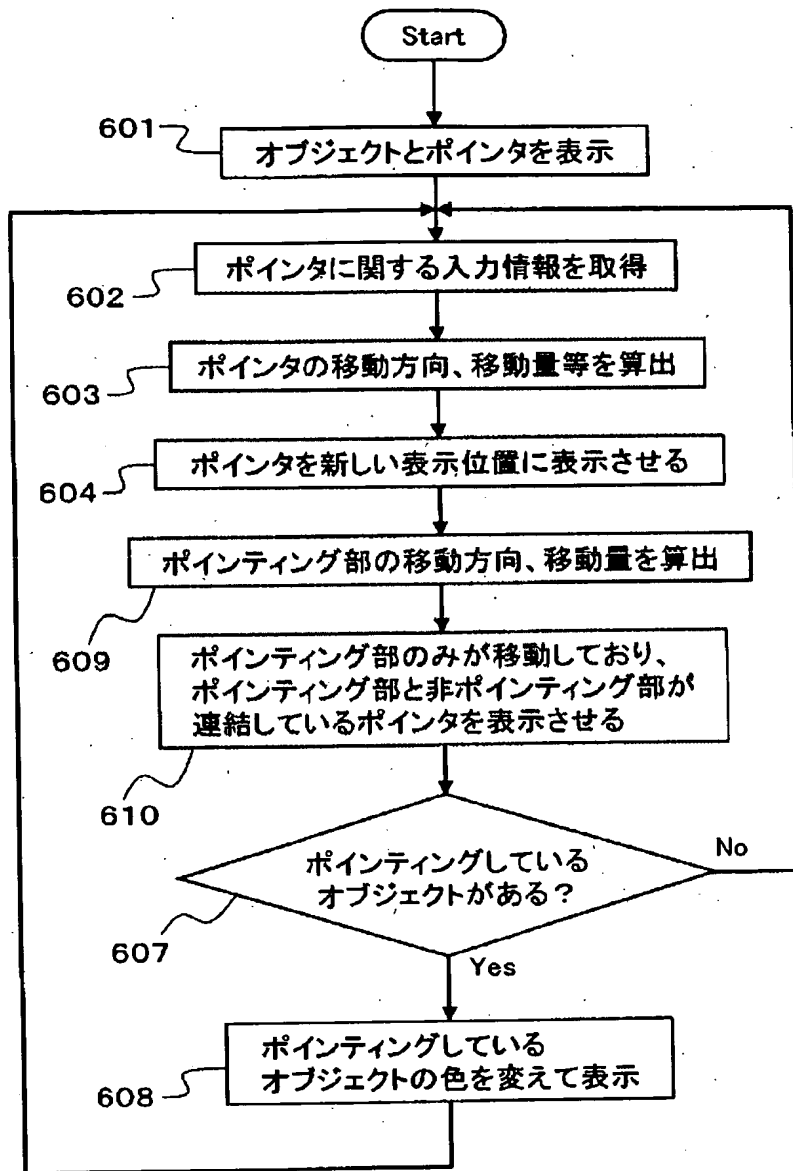 Start
601
オブジェクトとポインタを表示
602
ポインタに関する入力情報を取得
603
ポインタの移動方向、移動量等を算出
604
ポインタを新しい表示位置に表示させる
609
ポインティング部の移動方向、移動量を算出
610
ポインティング部のみが移動しており、
ポインティング部と非ポインティング部が
連結しているポインタを表示させる
607
ポインティングしている
オブジェクトがある?
No
Yes
608
ポインティングしている
オブジェクトの色を変えて表示